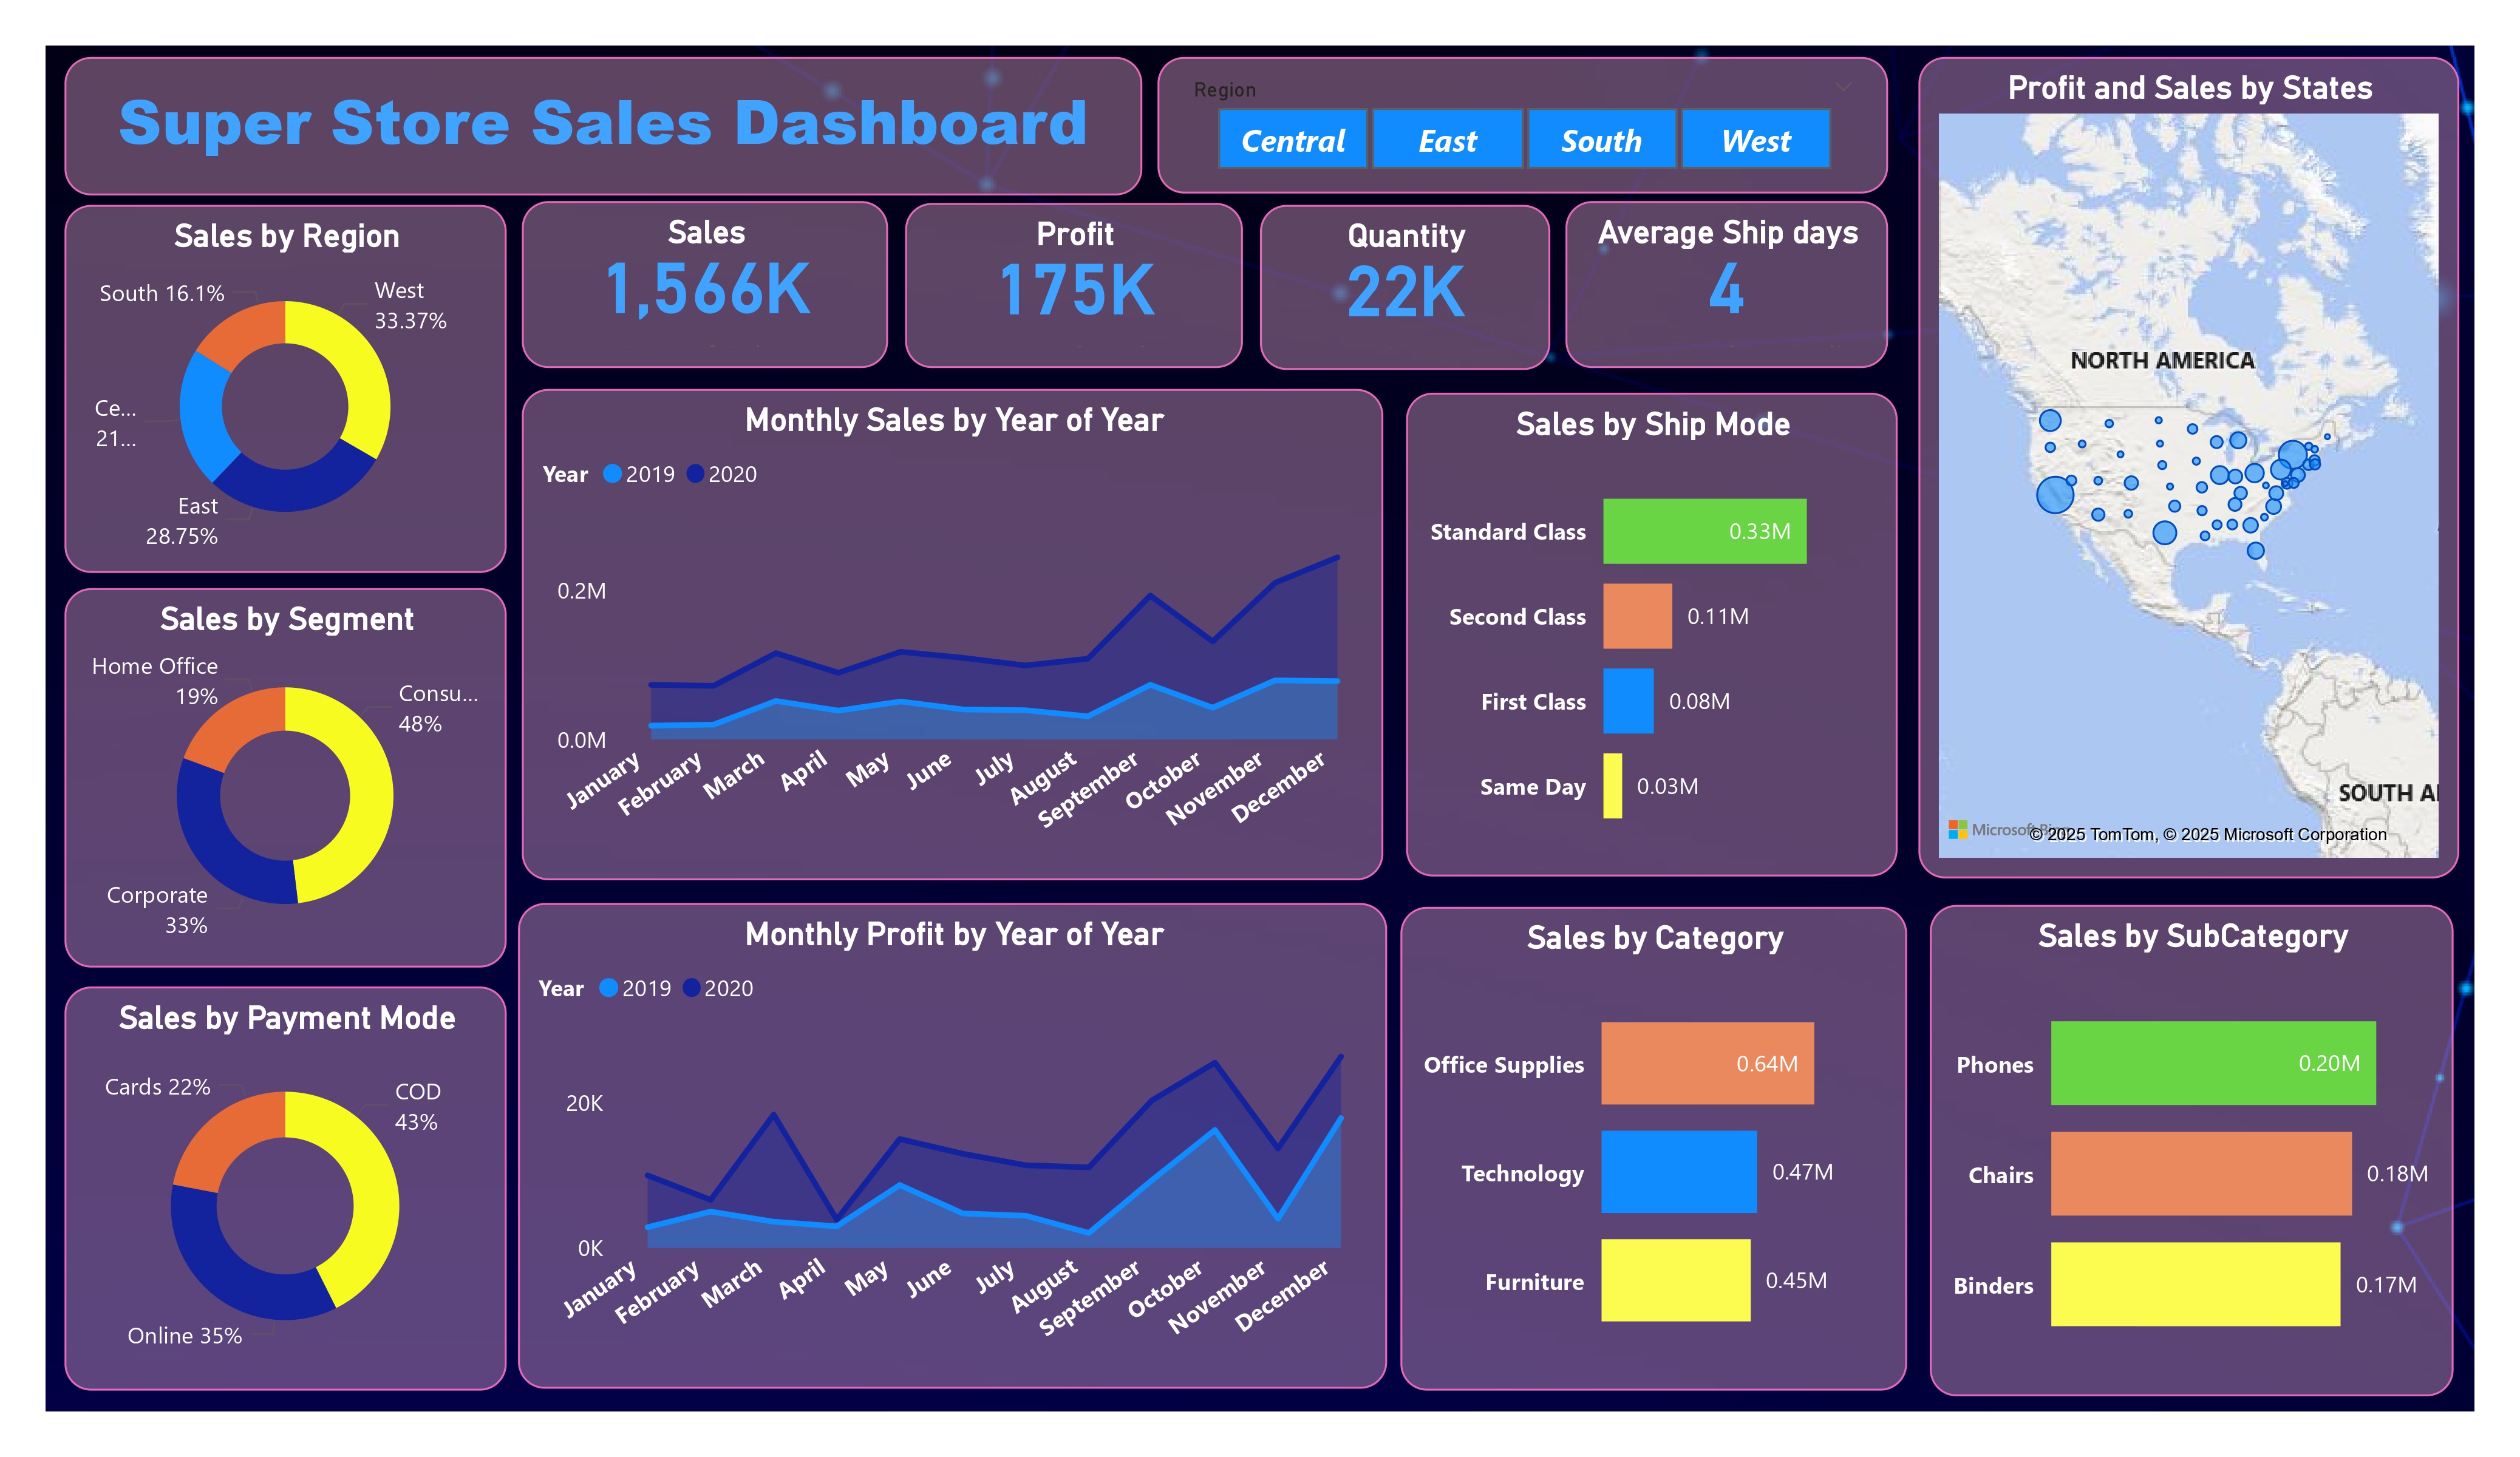 Super Store Sales Dashboard
Region
Central
East
South
West
Profit and Sales by States
NORTH AMERICA
SOUTH A
Microsoft Bing
© 2025 TomTom, © 2025 Microsoft Corporation
Sales by Region
South 16.1%
West
33.37%
Ce...
21...
East
28.75%
Sales
1,566K
Profit
175K
Quantity
22K
Average Ship days
4
Monthly Sales by Year of Year
Year 2019 2020
0.2M
0.0M
January
February
March
April
May
June
July
August
September
October
November
December
Sales by Ship Mode
Standard Class 0.33M
Second Class 0.11M
First Class 0.08M
Same Day 0.03M
Sales by Segment
Home Office
19%
Consu...
48%
Corporate
33%
Sales by Payment Mode
Cards 22%
COD
43%
Online 35%
Monthly Profit by Year of Year
Year 2019 2020
20K
0K
January
February
March
April
May
June
July
August
September
October
November
December
Sales by Category
Office Supplies 0.64M
Technology 0.47M
Furniture 0.45M
Sales by SubCategory
Phones 0.20M
Chairs 0.18M
Binders 0.17M